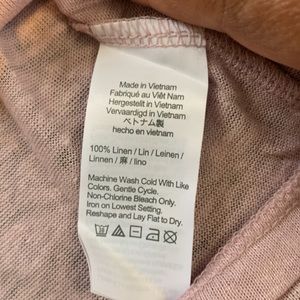 Made in Vietnam
Fabriqué au Việt Nam
Hergestellt in Vietnam
Vervaardigd in Vietnam
ベトナム製
hecho en vietnam
100% Linen / Lin / Leinen /
Linnen / 麻 / lino
Machine Wash Cold With Like
Colors. Gentle Cycle.
Non-Chlorine Bleach Only.
Iron on Lowest Setting.
Reshape and Lay Flat to Dry.